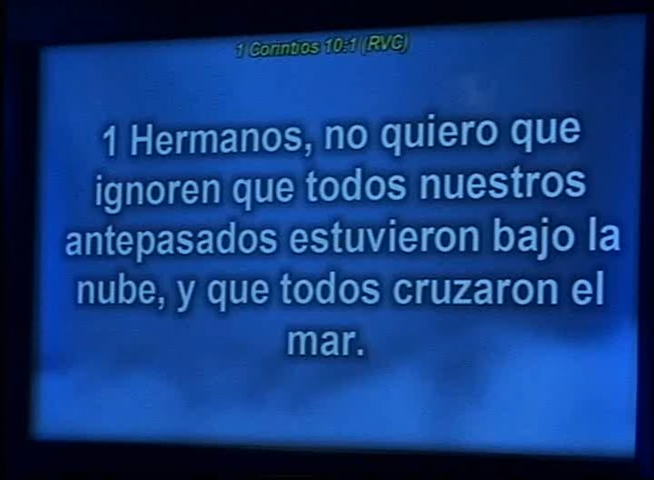 1 Corintios 10:1 (RVC)
1 Hermanos, no quiero que
ignoren que todos nuestros
antepasados estuvieron bajo la
nube, y que todos cruzaron el
mar.